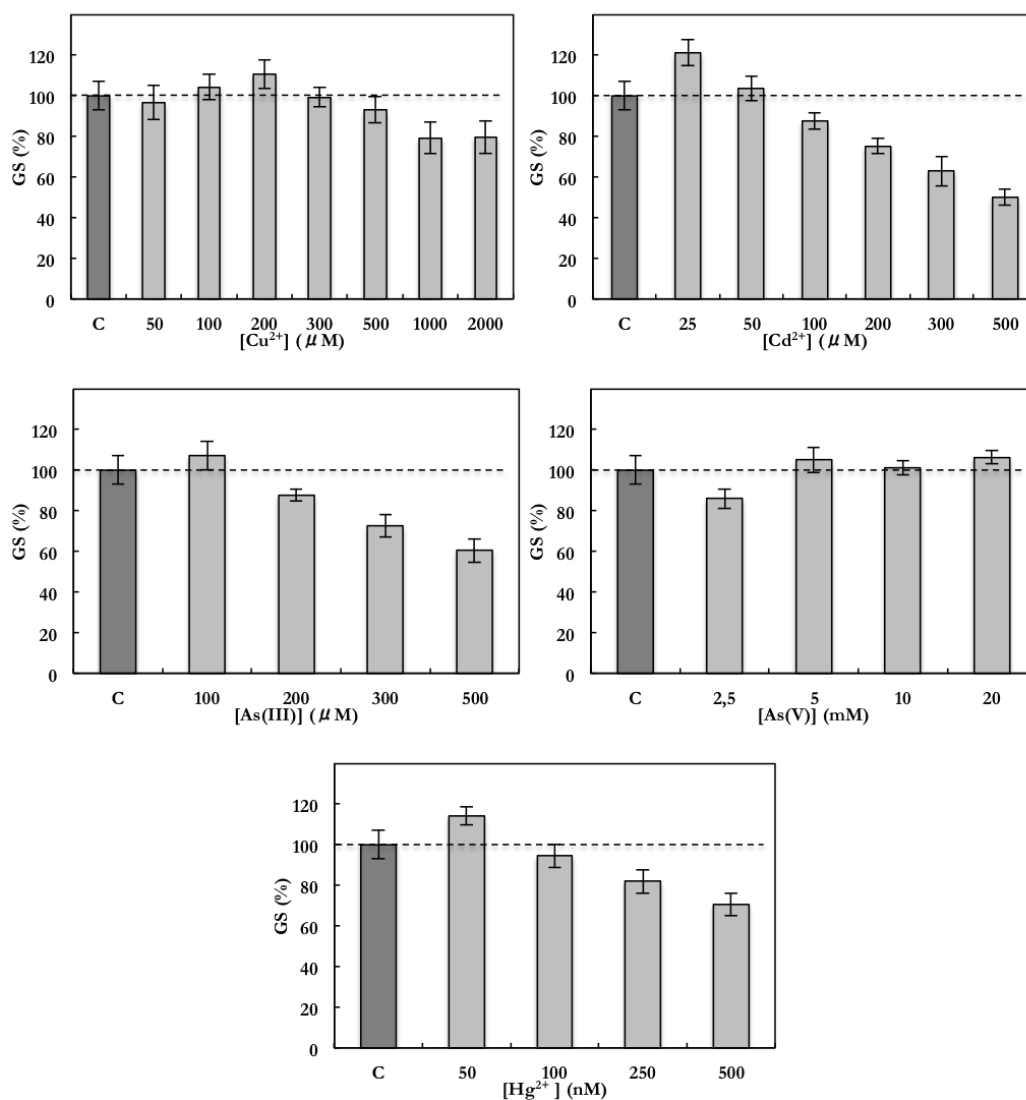 120
100
80
60
40
20
0
GS (%)
C 50 100 200 300 500 1000 2000
[Cu²⁺] (μM)
120
100
80
60
40
20
0
GS (%)
C 25 50 100 200 300 500
[Cd²⁺] (μM)
120
100
80
60
40
20
0
GS (%)
C 100 200 300 500
[As(III)] (μM)
120
100
80
60
40
20
0
GS (%)
C 2,5 5 10 20
[As(V)] (mM)
120
100
80
60
40
20
0
GS (%)
C 50 100 250 500
[Hg²⁺] (nM)